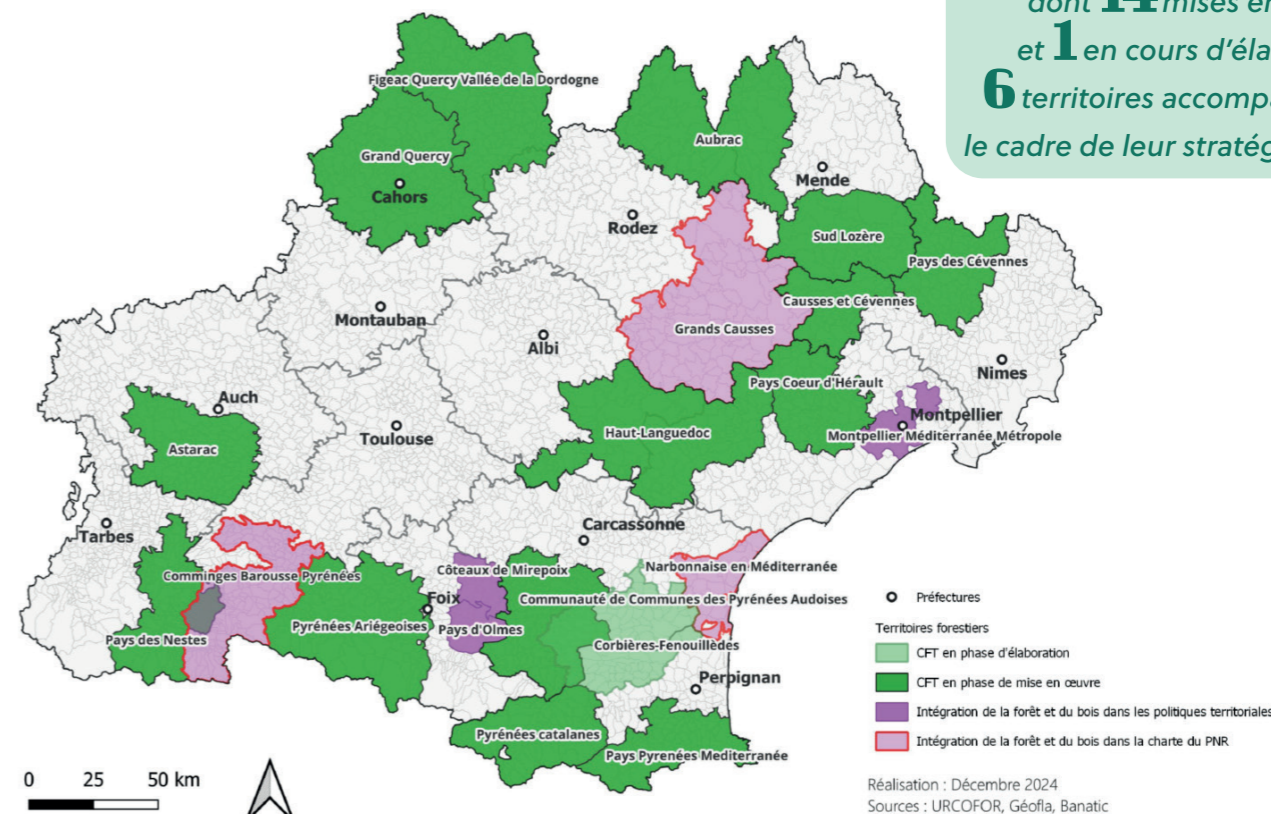 dont 14 mises en
et 1 en cours d'éla
6 territoires accompa
le cadre de leur stratég
Figeac Quercy Vallée de la Dordogne
Grand Quercy
Cahors
Aubrac
Mende
Rodez
Sud Lozère
Pays des Cévennes
Causses et Cévennes
Montauban
Grands Causses
Albi
Nimes
Pays Coeur d'Hérault
Auch
Montpellier
Toulouse
Haut-Languedoc
Montpellier Méditerranée Métropole
Astarac
Carcassonne
Tarbes
Narbonnaise en Méditerranée
Comminges Barousse Pyrénées
Côteaux de Mirepoix
Foix
Communauté de Communes des Pyrénées Audoises
Pyrénées Ariégeoises
Pays d'Olmes
Pays des Nestes
Corbières-Fenouillèdes
Perpignan
Pyrénées catalanes
Pays Pyrenées Mediterranée
0 25 50 km
Préfectures
Territoires forestiers
CFT en phase d'élaboration
CFT en phase de mise en œuvre
Intégration de la forêt et du bois dans les politiques territoriales
Intégration de la forêt et du bois dans la charte du PNR
Réalisation : Décembre 2024
Sources : URCOFOR, Géofla, Banatic